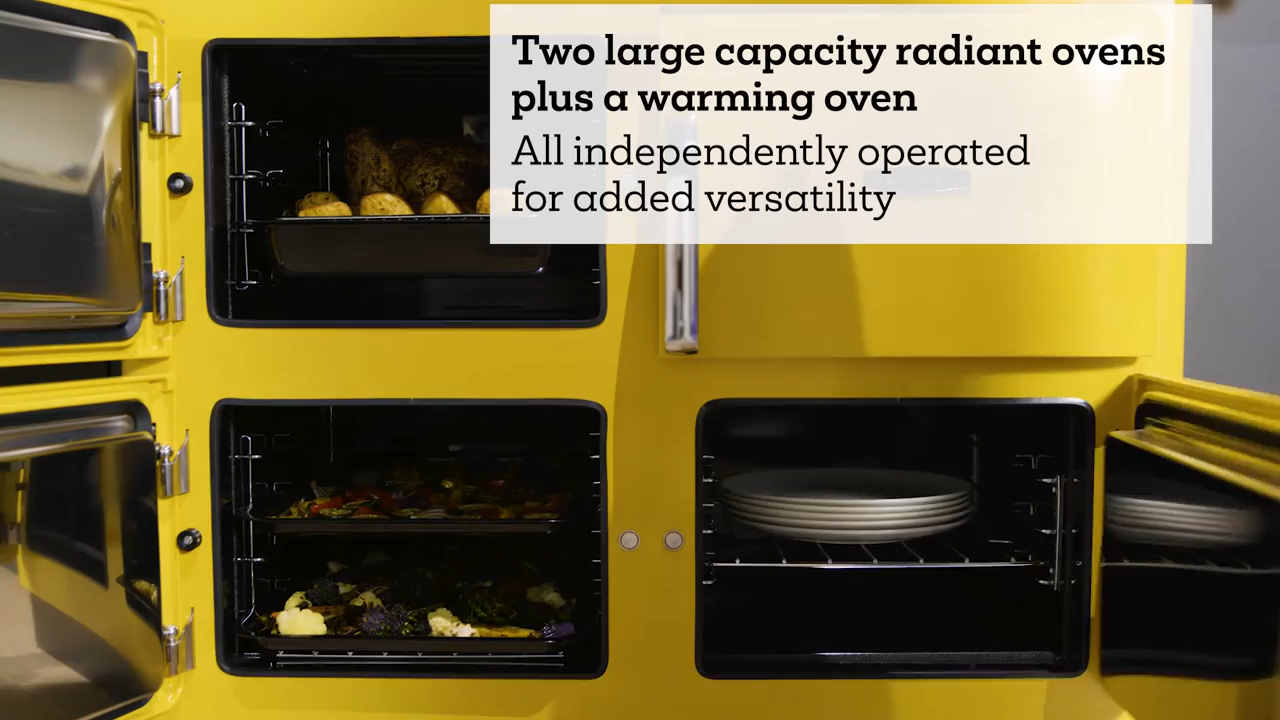 Two large capacity radiant ovens
plus a warming oven
All independently operated
for added versatility